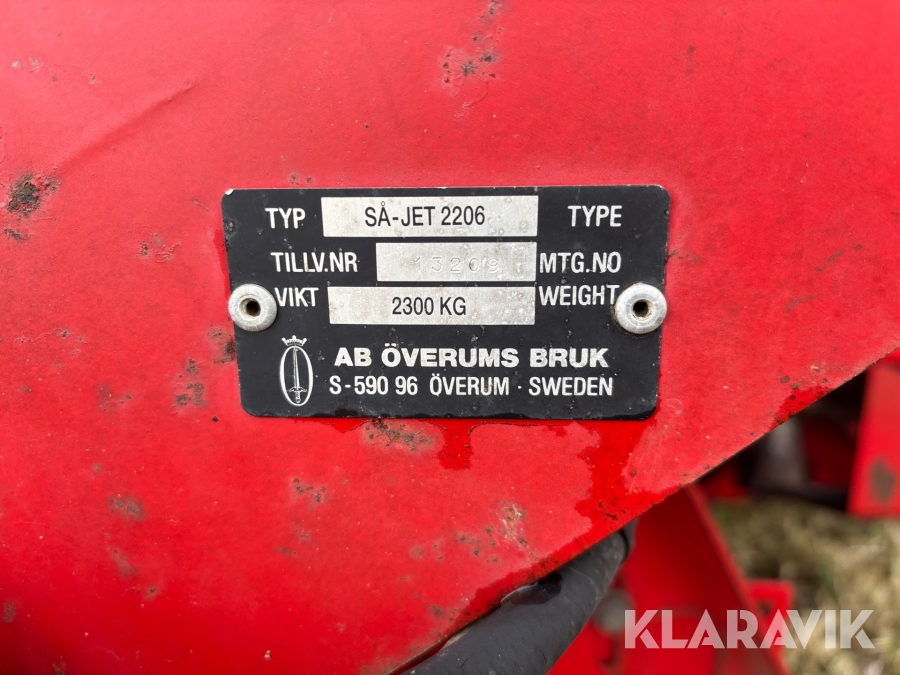 TYP SÅ-JET 2206 TYPE
TILLV.NR 13209 MTG.NO
VIKT 2300 KG WEIGHT
AB ÖVERUMS BRUK
S-590 96 ÖVERUM · SWEDEN
KLARAVIK